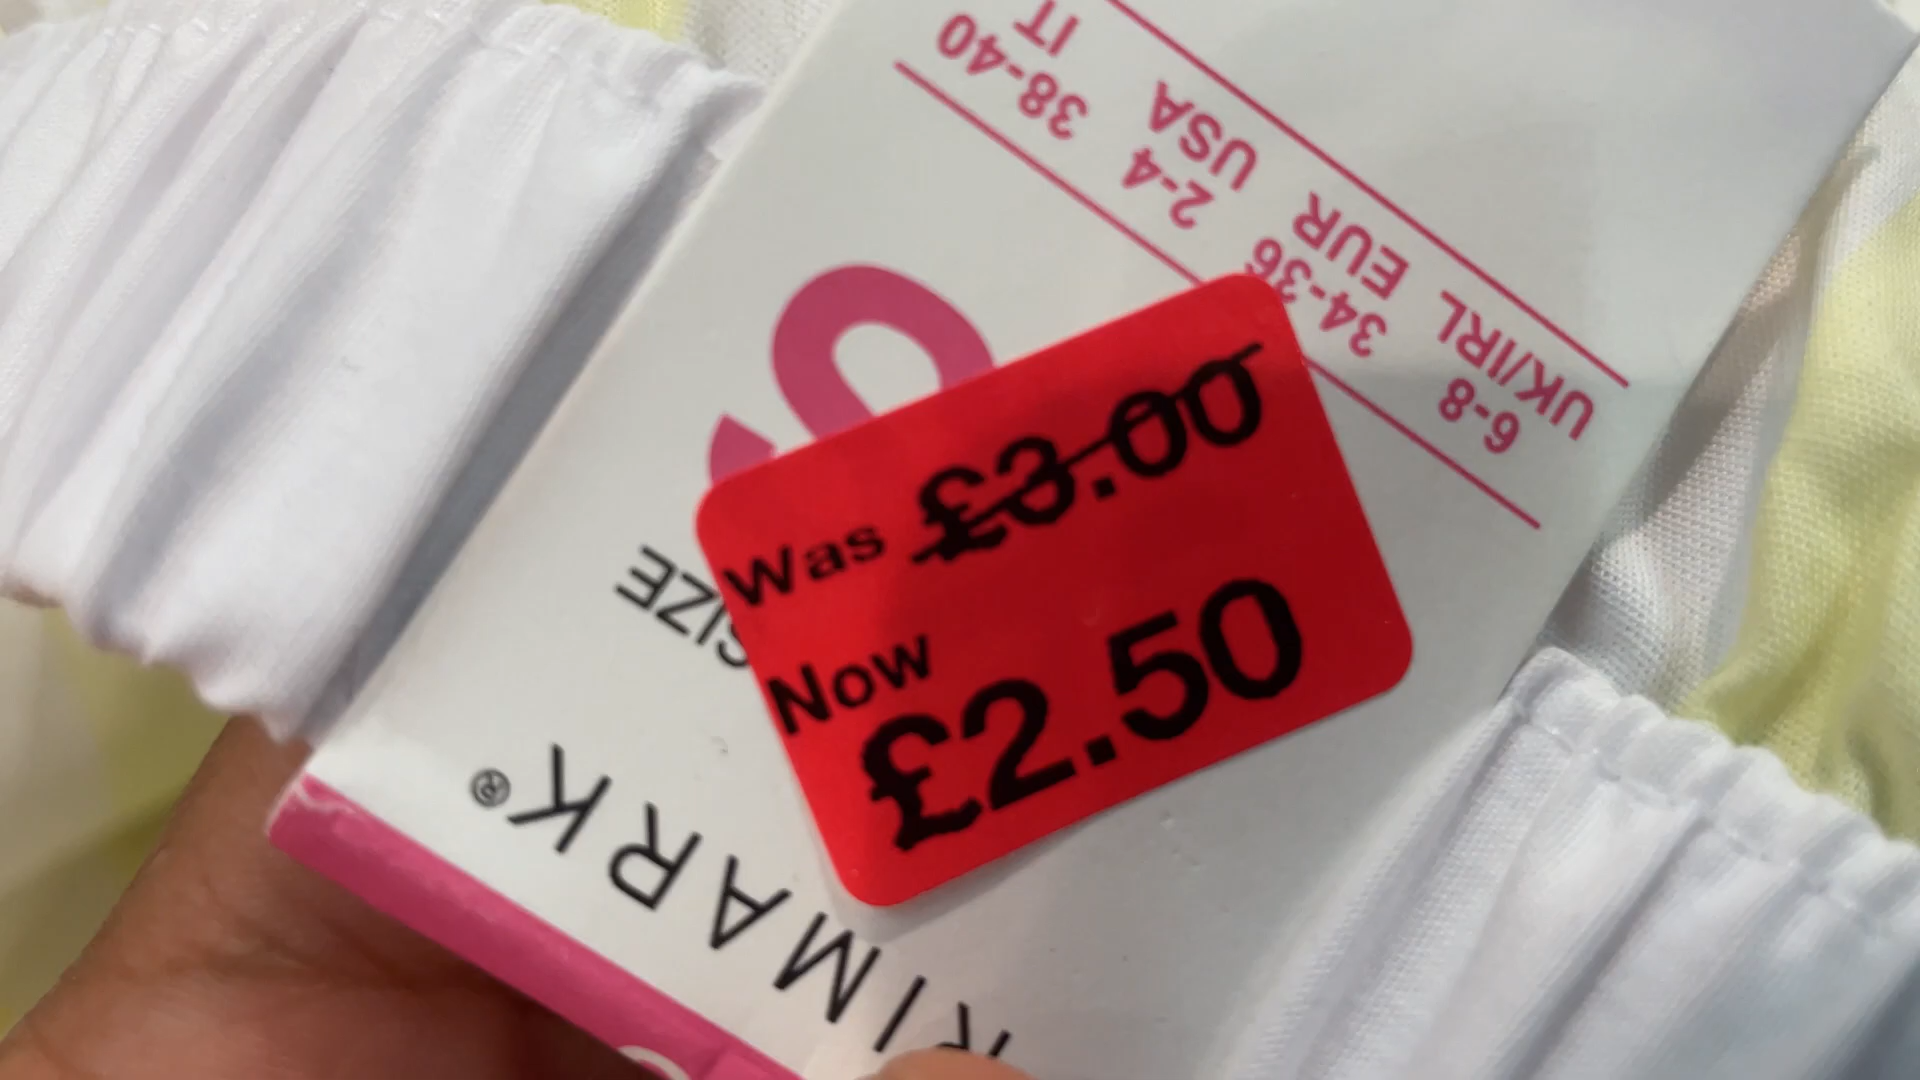 Was £3.00
Now
£2.50
RIMARK®
SIZE
S
UK/IRL EUR USA IT
6-8 34-36 2-4 38-40